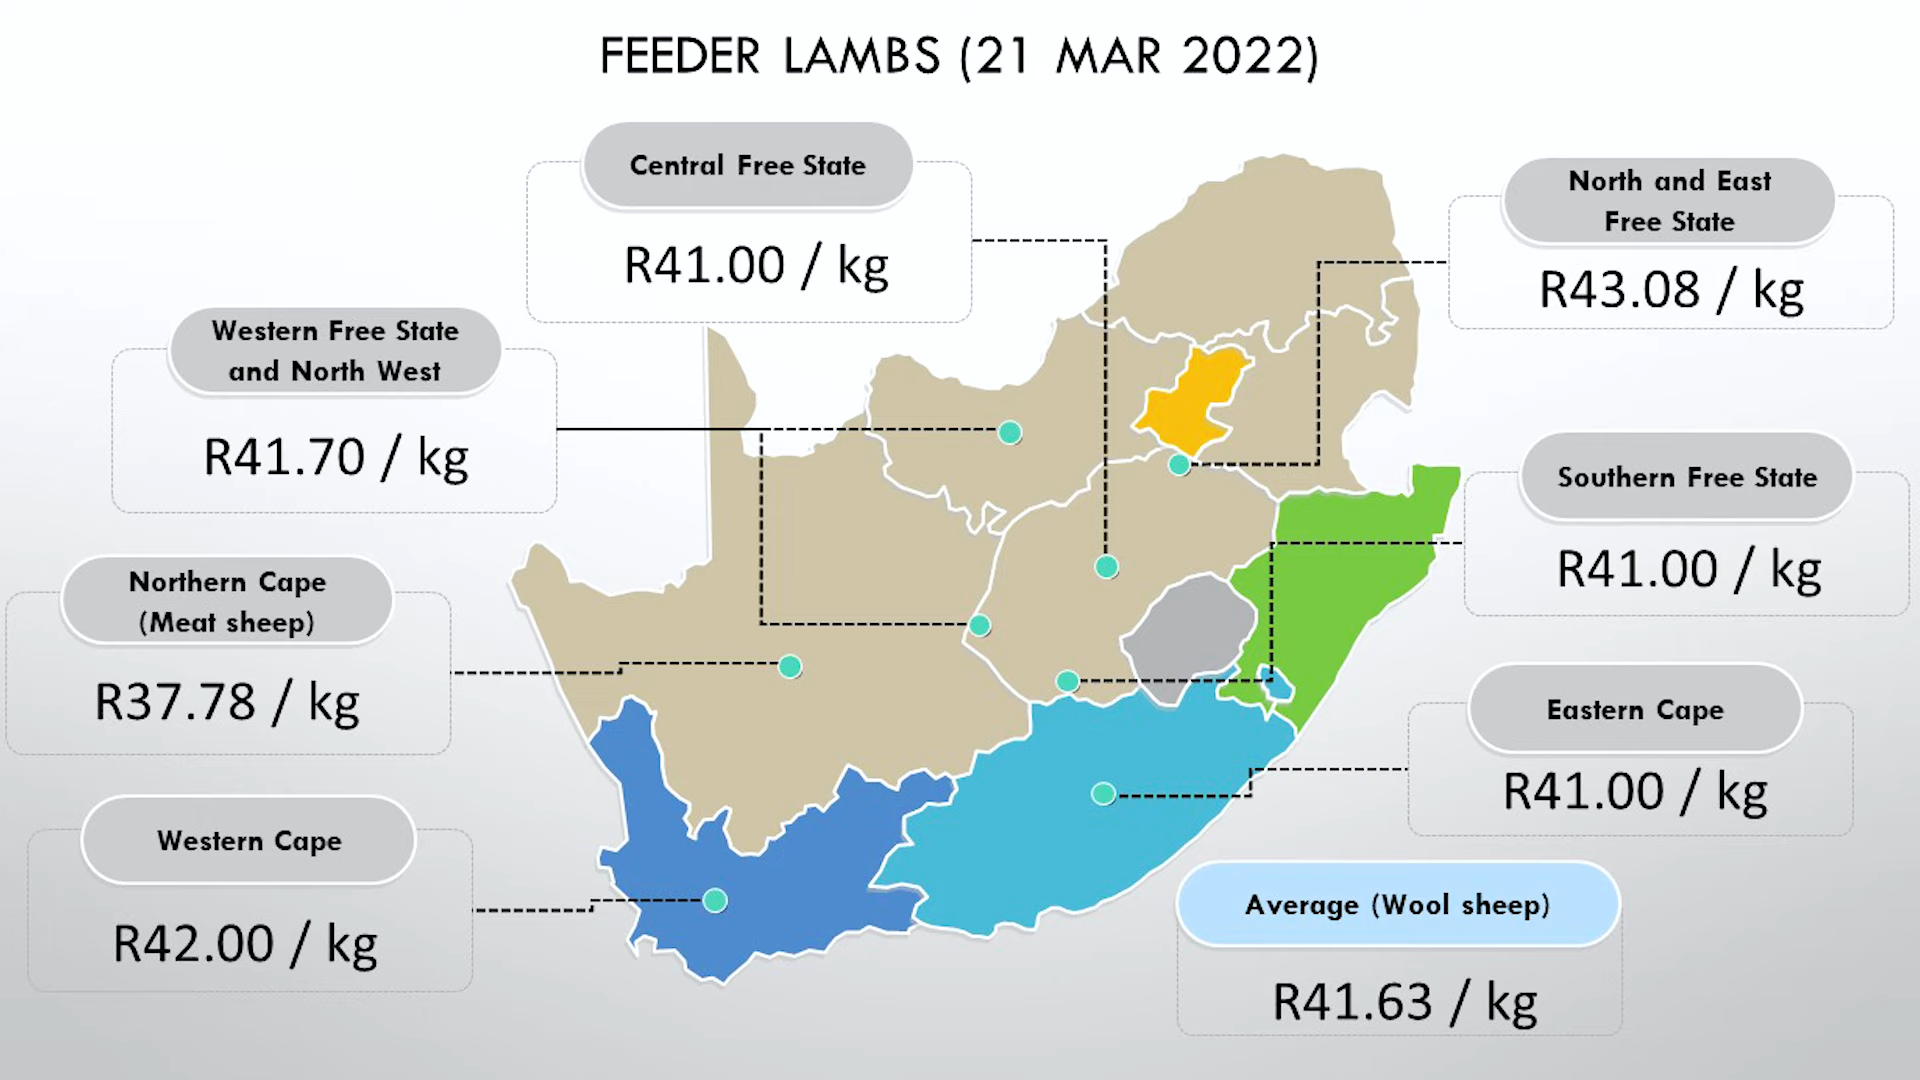 FEEDER LAMBS (21 MAR 2022)
Central Free State
R41.00 / kg
North and East
Free State
R43.08 / kg
Western Free State
and North West
R41.70 / kg
Southern Free State
R41.00 / kg
Northern Cape
(Meat sheep)
R37.78 / kg
Eastern Cape
R41.00 / kg
Western Cape
R42.00 / kg
Average (Wool sheep)
R41.63 / kg